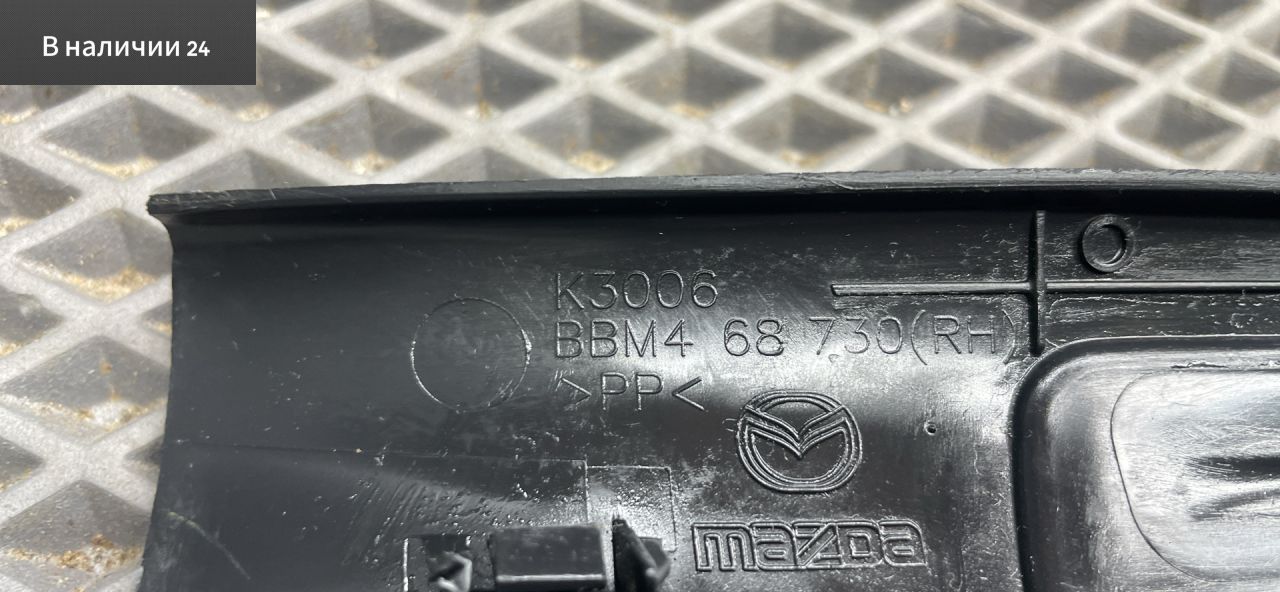 В наличии 24
K3006
BBM4 68 730(RH)
>PP<
mazda